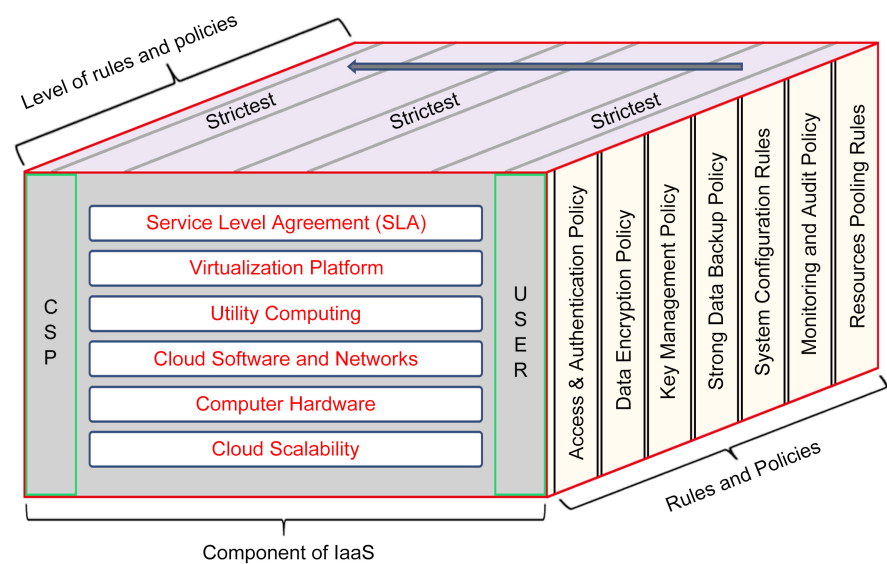 Level of rules and policies
Strictest
Strictest
Strictest
CSP
Service Level Agreement (SLA)
Virtualization Platform
Utility Computing
Cloud Software and Networks
Computer Hardware
Cloud Scalability
USER
Access & Authentication Policy
Data Encryption Policy
Key Management Policy
Strong Data Backup Policy
System Configuration Rules
Monitoring and Audit Policy
Resources Pooling Rules
Rules and Policies
Component of IaaS